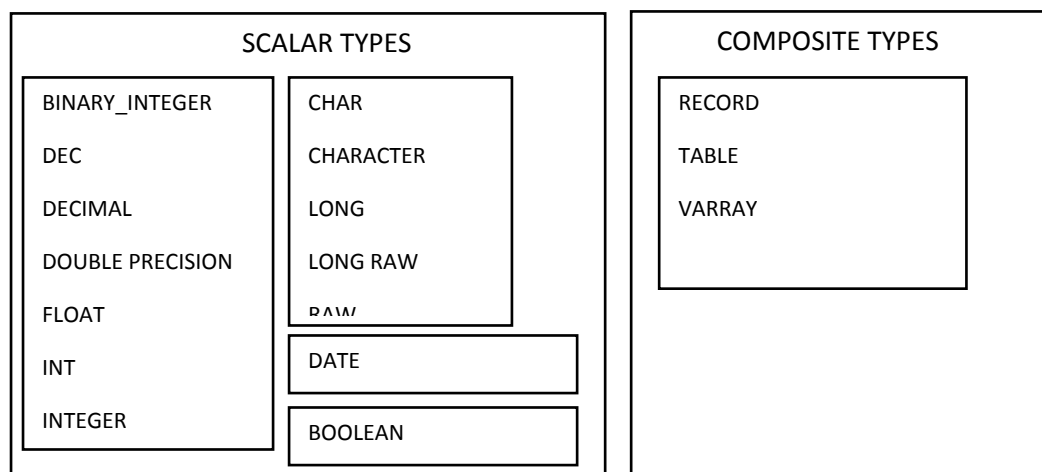 SCALAR TYPES
BINARY_INTEGER
DEC
DECIMAL
DOUBLE PRECISION
FLOAT
INT
INTEGER
CHAR
CHARACTER
LONG
LONG RAW
RAW
DATE
BOOLEAN
COMPOSITE TYPES
RECORD
TABLE
VARRAY